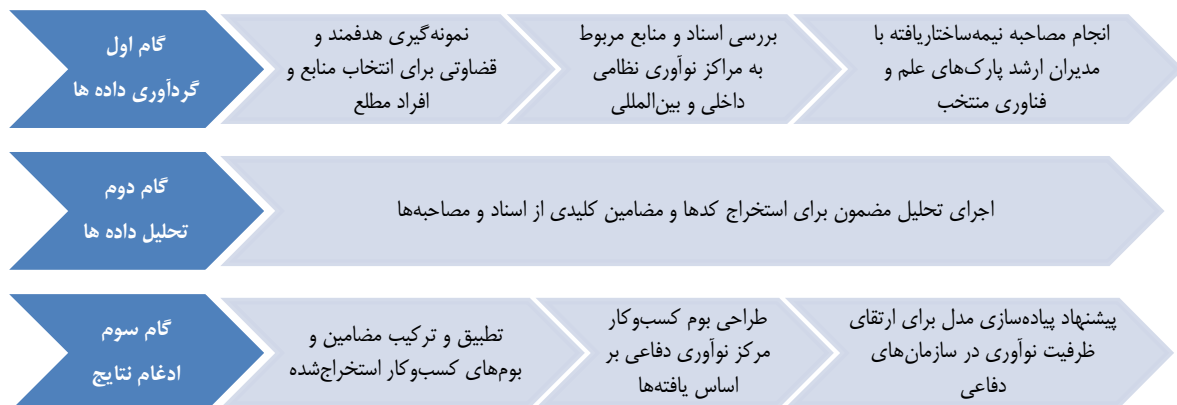 گام اول
گردآوری داده ها
نمونه‌گیری هدفمند و
قضاوتی برای انتخاب منابع و
افراد مطلع
بررسی اسناد و منابع مربوط
به مراکز نوآوری نظامی
داخلی و بین‌المللی
انجام مصاحبه نیمه‌ساختاریافته با
مدیران ارشد پارک‌های علم و
فناوری منتخب
گام دوم
تحلیل داده ها
اجرای تحلیل مضمون برای استخراج کدها و مضامین کلیدی از اسناد و مصاحبه‌ها
گام سوم
ادغام نتایج
تطبیق و ترکیب مضامین و
بوم‌های کسب‌وکار استخراج‌شده
طراحی بوم کسب‌وکار
مرکز نوآوری دفاعی بر
اساس یافته‌ها
پیشنهاد پیاده‌سازی مدل برای ارتقای
ظرفیت نوآوری در سازمان‌های
دفاعی